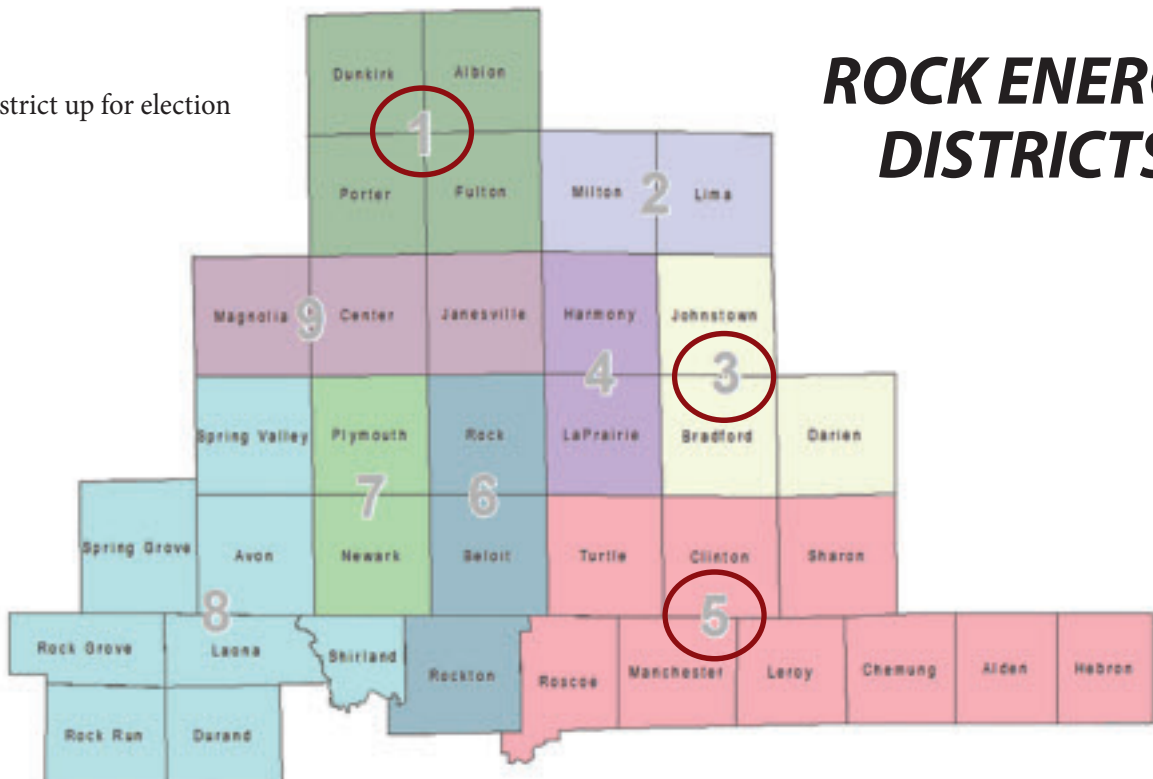 ROCK ENERG
DISTRICTS
strict up for election
Dunkirk Albion
1
Porter Fulton Milton 2 Lima
Magnolia 9 Center Janesville Harmony Johnstown
4 3
Spring Valley Plymouth Rock LaPrairie Bradford Darien
7 6
Spring Grove Avon Newark Beloit Turtle Clinton Sharon
8 5
Rock Grove Laona Shirland Rockton Roscoe Manchester Leroy Chemung Alden Hebron
Rock Run Durand